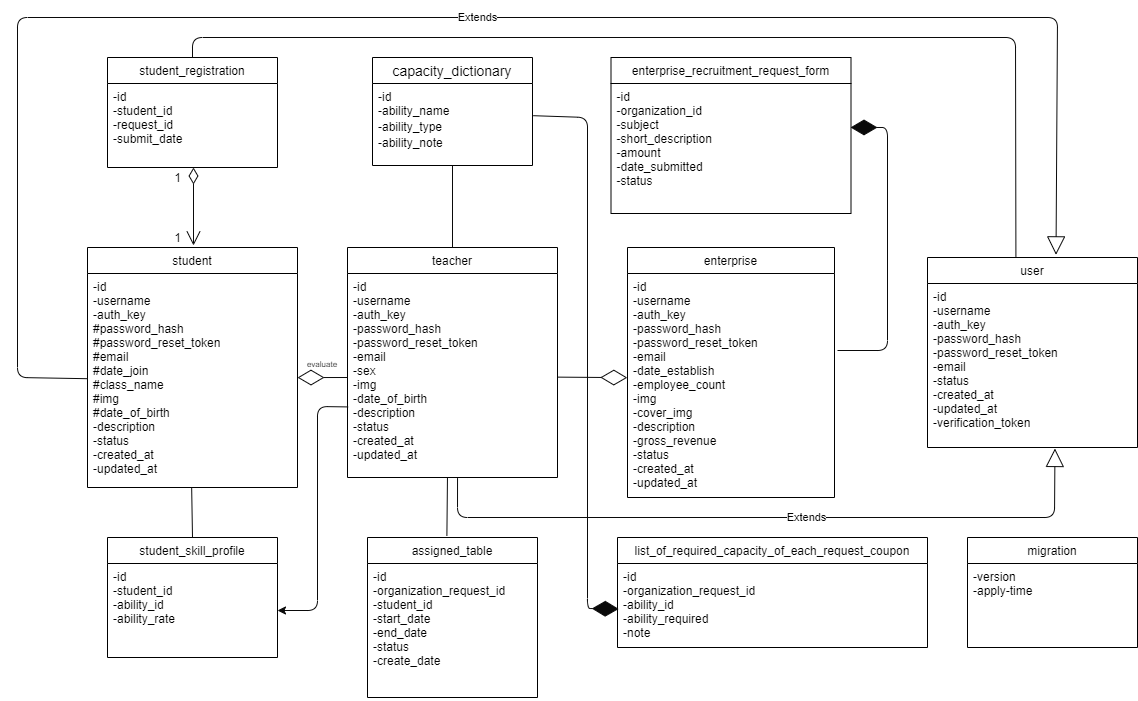 Extends
student_registration
-id
-student_id
-request_id
-submit_date
capacity_dictionary
-id
-ability_name
-ability_type
-ability_note
enterprise_recruitment_request_form
-id
-organization_id
-subject
-short_description
-amount
-date_submitted
-status
1
1
student
-id
-username
-auth_key
#password_hash
#password_reset_token
#email
#date_join
#class_name
#img
#date_of_birth
-description
-status
-created_at
-updated_at
evaluate
teacher
-id
-username
-auth_key
-password_hash
-password_reset_token
-email
-sex
-img
-date_of_birth
-description
-status
-created_at
-updated_at
enterprise
-id
-username
-auth_key
-password_hash
-password_reset_token
-email
-date_establish
-employee_count
-img
-cover_img
-description
-gross_revenue
-status
-created_at
-updated_at
user
-id
-username
-auth_key
-password_hash
-password_reset_token
-email
-status
-created_at
-updated_at
-verification_token
Extends
student_skill_profile
-id
-student_id
-ability_id
-ability_rate
assigned_table
-id
-organization_request_id
-student_id
-start_date
-end_date
-status
-create_date
list_of_required_capacity_of_each_request_coupon
-id
-organization_request_id
-ability_id
-ability_required
-note
migration
-version
-apply-time